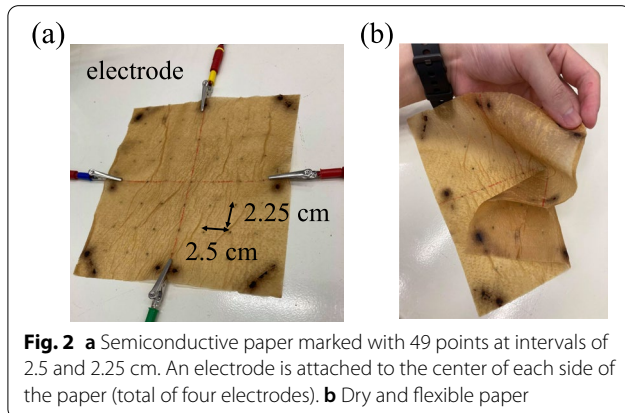 (a)
(b)
electrode
2.25 cm
2.5 cm
Fig. 2 a Semiconductive paper marked with 49 points at intervals of
2.5 and 2.25 cm. An electrode is attached to the center of each side of
the paper (total of four electrodes). b Dry and flexible paper